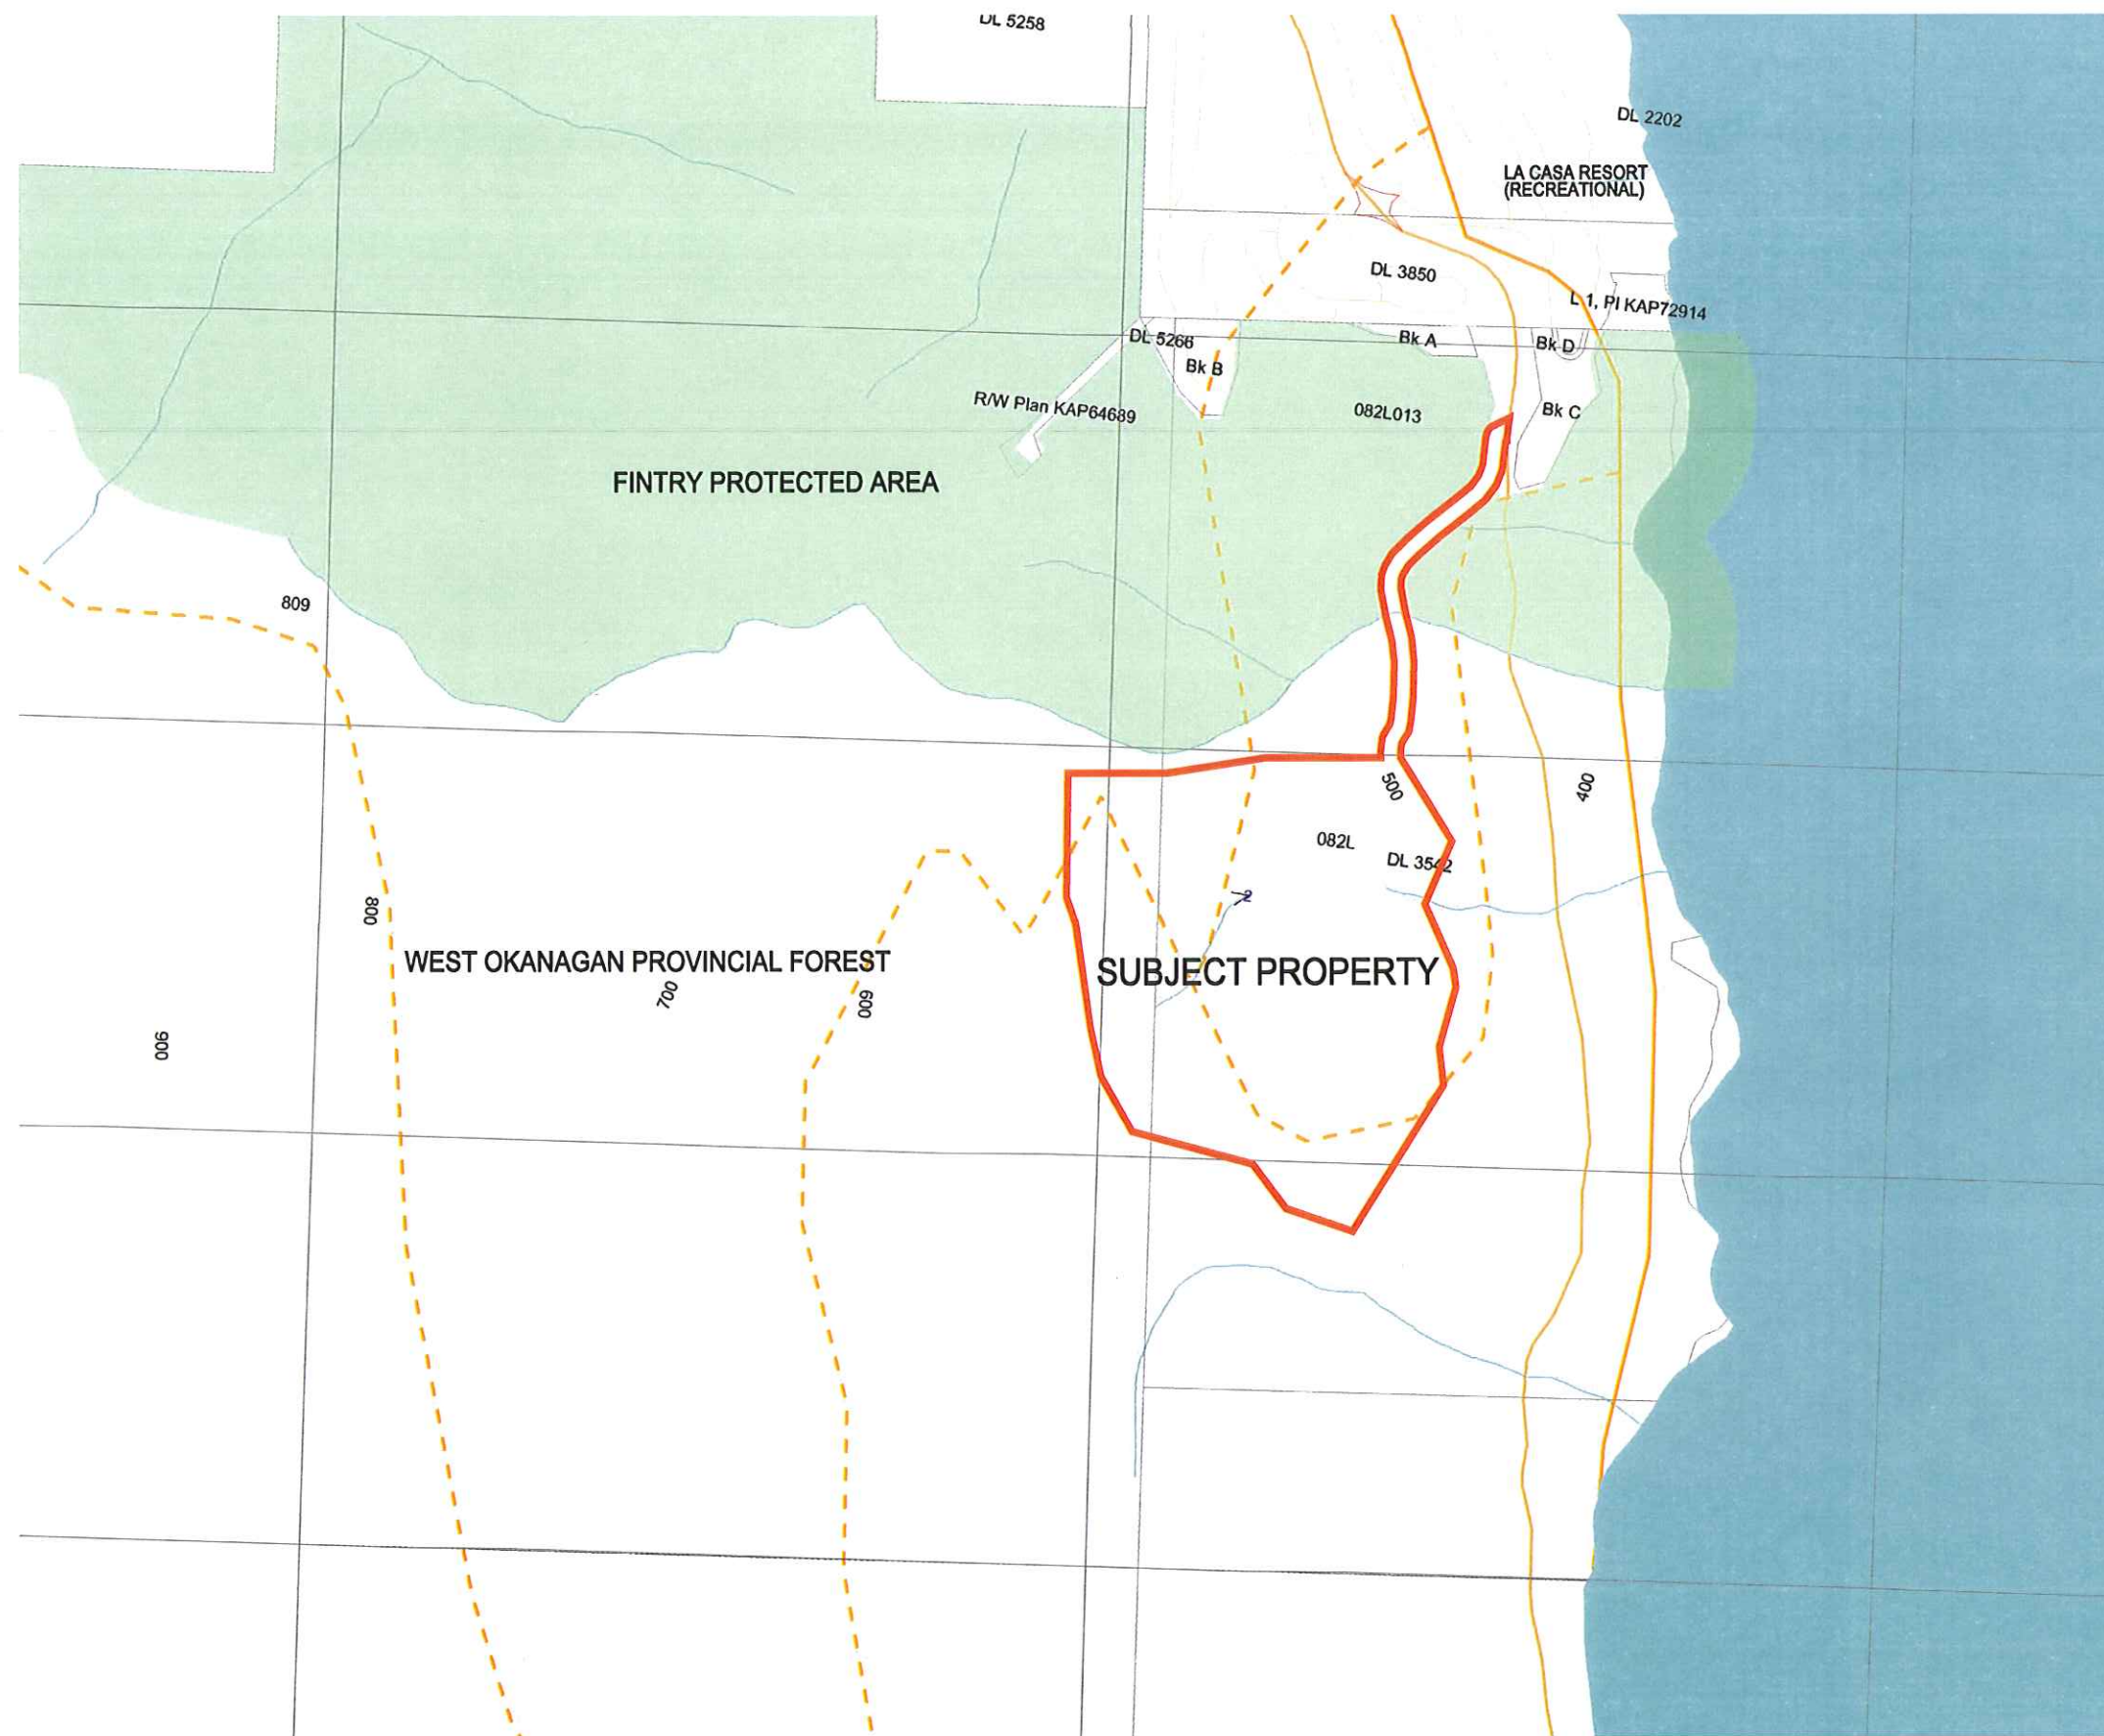 DL 5258
DL 2202
LA CASA RESORT
(RECREATIONAL)
DL 3850
L 1, Pl KAP72914
DL 5266
Bk A
Bk D
Bk B
R/W Plan KAP64689
082L013
Bk C
FINTRY PROTECTED AREA
809
500
400
082L
DL 3542
800
WEST OKANAGAN PROVINCIAL FOREST
SUBJECT PROPERTY
700
600
900